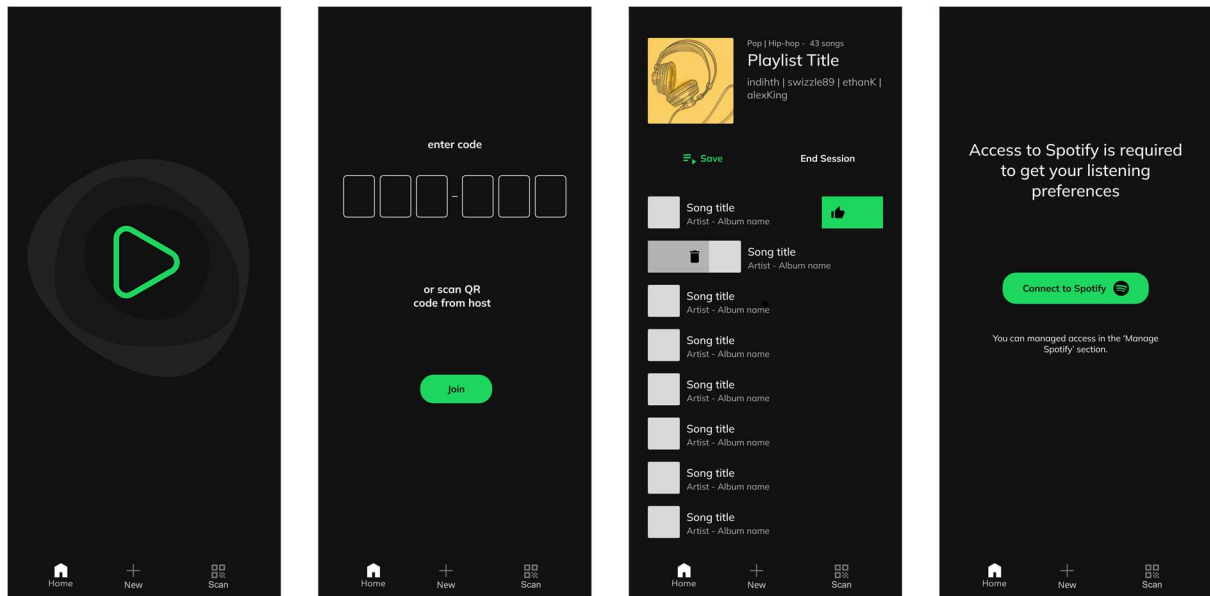 Home
New
Scan
enter code
-
or scan QR
code from host
Join
Home
New
Scan
Pop | Hip-hop - 43 songs
Playlist Title
indihth | swizzle89 | ethanK |
alexKing
Save
End Session
Song title
Artist - Album name
Song title
Artist - Album name
Song title
Artist - Album name
Song title
Artist - Album name
Song title
Artist - Album name
Song title
Artist - Album name
Song title
Artist - Album name
Song title
Artist - Album name
Home
New
Scan
Access to Spotify is required
to get your listening
preferences
Connect to Spotify
You can managed access in the ‘Manage
Spotify’ section.
Home
New
Scan